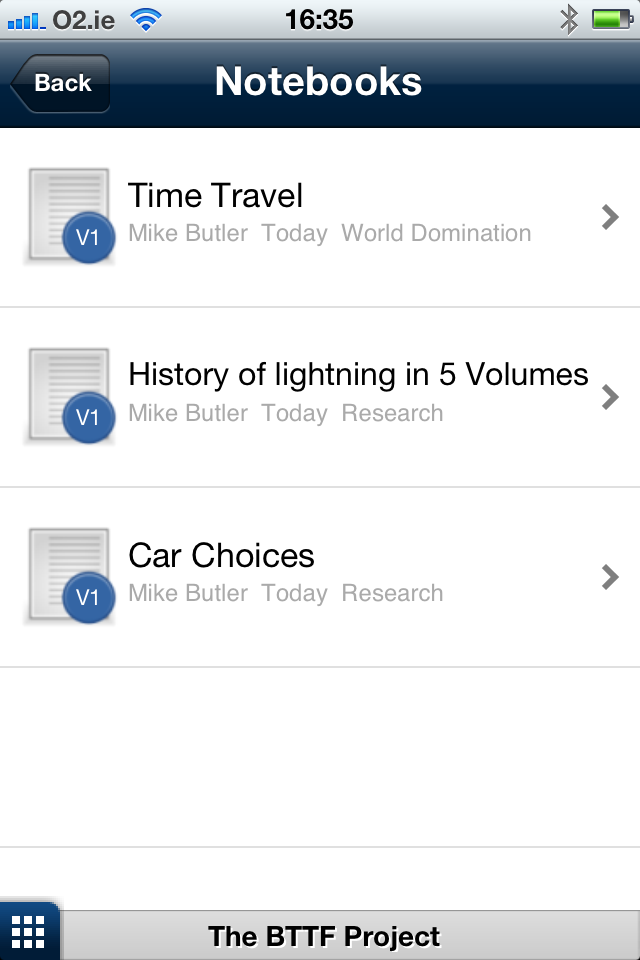 O2.ie 16:35
Back Notebooks
Time Travel
V1 Mike Butler Today World Domination
History of lightning in 5 Volumes
V1 Mike Butler Today Research
Car Choices
V1 Mike Butler Today Research
The BTTF Project